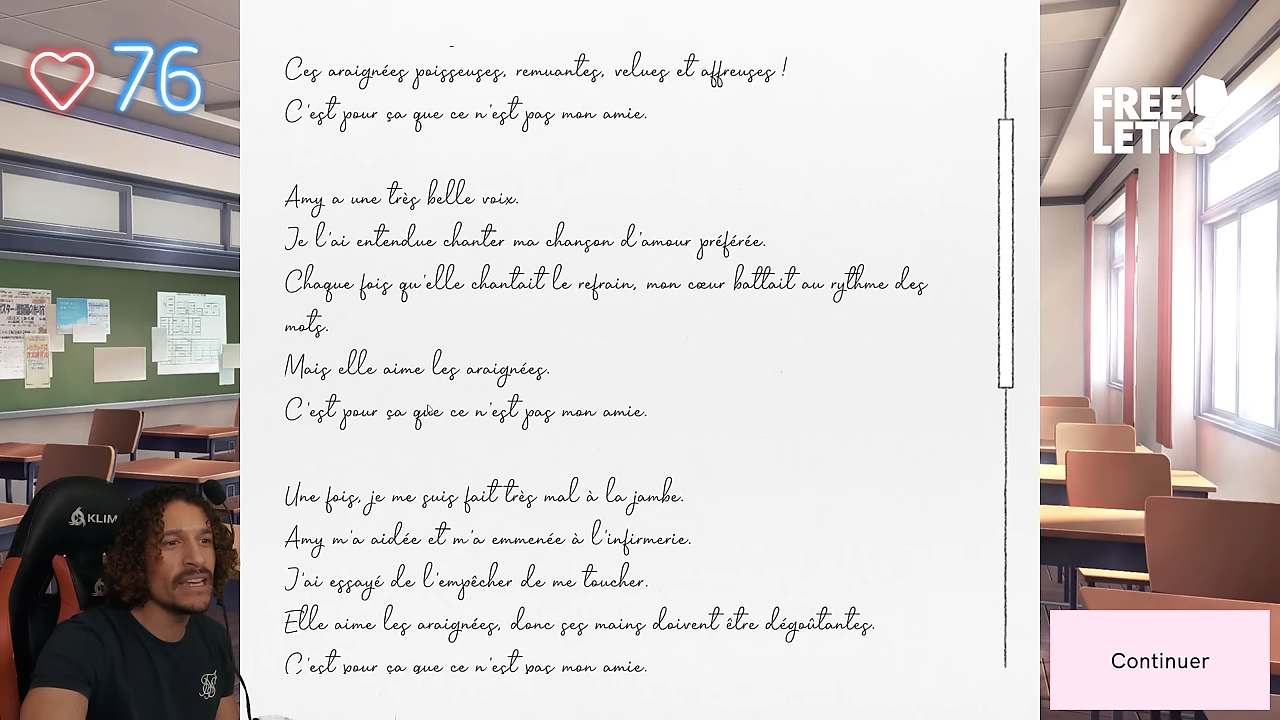 76
FREE
LETICS
Ces araignées poisseuses, remuantes, velues et affreuses !
C'est pour ça que ce n'est pas mon amie.
Amy a une très belle voix.
Je l'ai entendue chanter ma chanson d'amour préférée.
Chaque fois qu'elle chantait le refrain, mon cœur battait au rythme des
mots.
Mais elle aime les araignées.
C'est pour ça que ce n'est pas mon amie.
Une fois, je me suis fait très mal à la jambe.
Amy m'a aidée et m'a emmenée à l'infirmerie.
J'ai essayé de l'empêcher de me toucher.
Elle aime les araignées, donc ses mains doivent être dégoûtantes.
C'est pour ça que ce n'est pas mon amie.
KLIM
Continuer